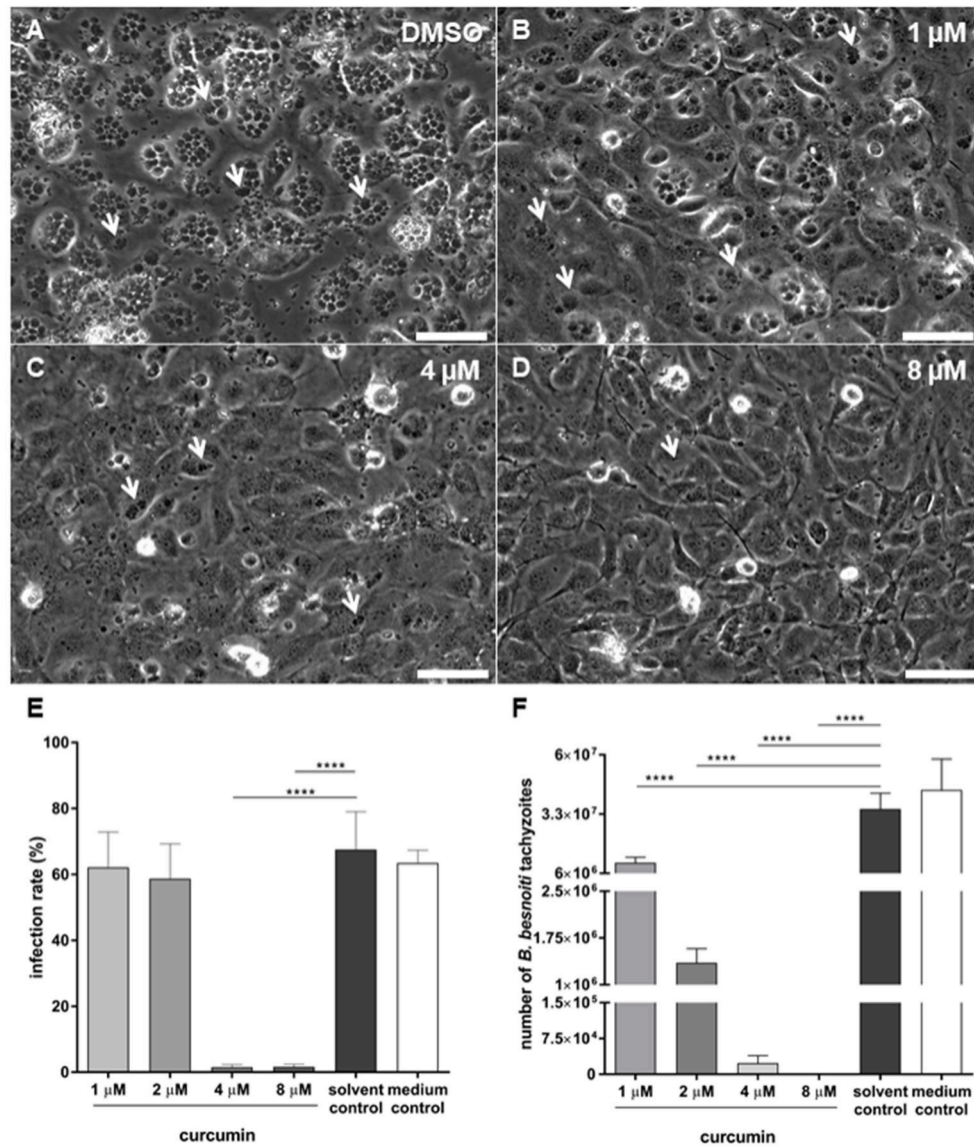 A DMSO
B 1 µM
C 4 µM
D 8 µM
E
infection rate (%)
100
80
60
40
20
0
****
****
1 µM 2 µM 4 µM 8 µM solvent control medium control
curcumin
F
number of B. besnoiti tachyzoites
6×10⁷
3.3×10⁷
6×10⁶
2.5×10⁶
1.75×10⁶
1×10⁶
1.5×10⁵
7.5×10⁴
0
****
****
****
****
1 µM 2 µM 4 µM 8 µM solvent control medium control
curcumin